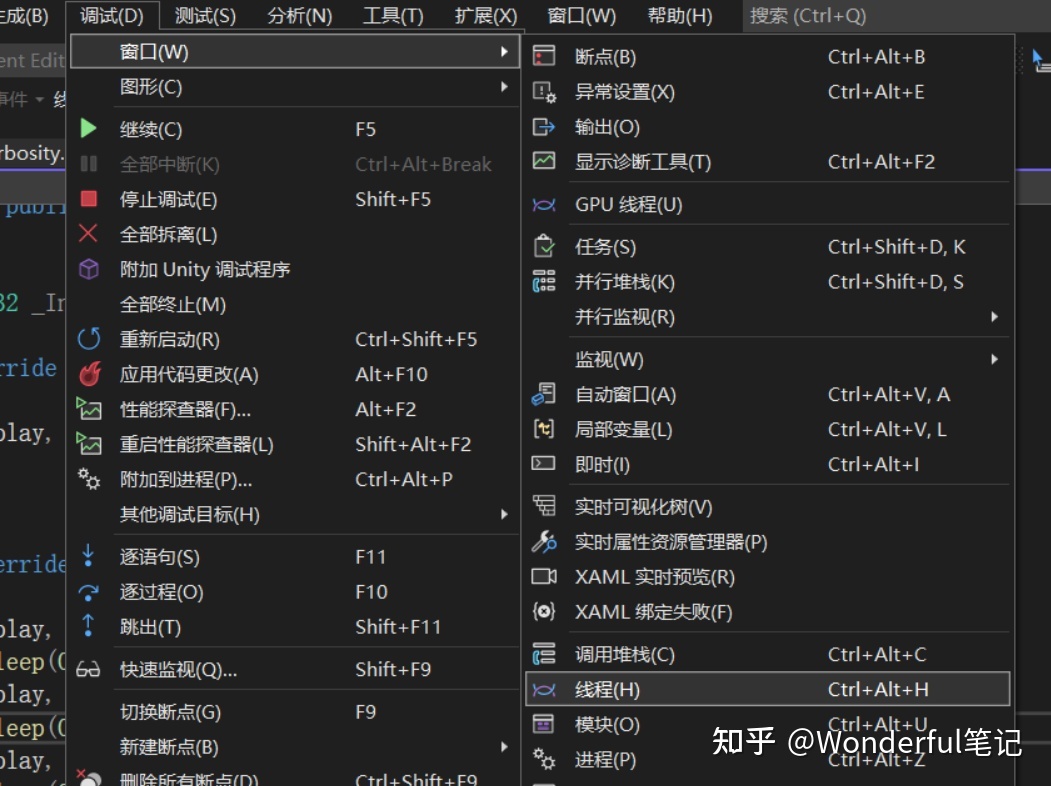 生成(B) 调试(D) 测试(S) 分析(N) 工具(T) 扩展(X) 窗口(W) 帮助(H) 搜索 (Ctrl+Q)
窗口(W)
图形(C)
继续(C) F5
全部中断(K) Ctrl+Alt+Break
停止调试(E) Shift+F5
全部拆离(L)
附加 Unity 调试程序
全部终止(M)
重新启动(R) Ctrl+Shift+F5
应用代码更改(A) Alt+F10
性能探查器(F)... Alt+F2
重启性能探查器(L) Shift+Alt+F2
附加到进程(P)... Ctrl+Alt+P
其他调试目标(H)
逐语句(S) F11
逐过程(O) F10
跳出(T) Shift+F11
快速监视(Q)... Shift+F9
切换断点(G) F9
新建断点(B)
删除所有断点(D) Ctrl+Shift+F9
断点(B) Ctrl+Alt+B
异常设置(X) Ctrl+Alt+E
输出(O)
显示诊断工具(T) Ctrl+Alt+F2
GPU 线程(U)
任务(S) Ctrl+Shift+D, K
并行堆栈(K) Ctrl+Shift+D, S
并行监视(R)
监视(W)
自动窗口(A) Ctrl+Alt+V, A
局部变量(L) Ctrl+Alt+V, L
即时(I) Ctrl+Alt+I
实时可视化树(V)
实时属性资源管理器(P)
XAML 实时预览(R)
XAML 绑定失败(F)
调用堆栈(C) Ctrl+Alt+C
线程(H) Ctrl+Alt+H
模块(O) Ctrl+Alt+U
进程(P) Ctrl+Alt+Z
ent Edit
事件 线
rbosity.
publi
32 _In
rride
play,
erride
play,
leep(0
play,
leep(0
play,
知乎 @Wonderful笔记